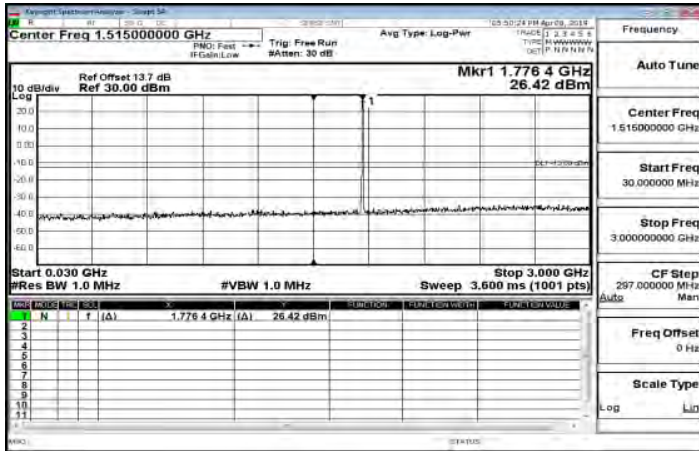 Keysight Spectrum Analyzer - Swept SA
Center Freq 1.515000000 GHz
PNO: Fast
IFGain:Low
Trig: Free Run
#Atten: 30 dB
Avg Type: Log-Pwr
05:50:24 PM Apr 09, 2019
TRACE 1 2 3 4 5 6
TYPE M WWWWW
DET P N N N N N
Frequency
Auto Tune
Center Freq
1.515000000 GHz
Start Freq
30.000000 MHz
Stop Freq
3.000000000 GHz
CF Step
297.000000 MHz
Auto Man
Freq Offset
0 Hz
Scale Type
Log Lin
Ref Offset 13.7 dB
10 dB/div Ref 30.00 dBm
Log
Mkr1 1.776 4 GHz
26.42 dBm
1
20.0
10.0
0.00
-10.0
-20.0
-30.0
-40.0
-50.0
-60.0
Start 0.030 GHz
Stop 3.000 GHz
#Res BW 1.0 MHz
#VBW 1.0 MHz
Sweep 3.600 ms (1001 pts)
MKR MODE TRC SCL X Y FUNCTION FUNCTION WIDTH FUNCTION VALUE
1 N 1 f (Δ) 1.776 4 GHz (Δ) 26.42 dBm
2
3
4
5
6
7
8
9
10
11
MSG
STATUS